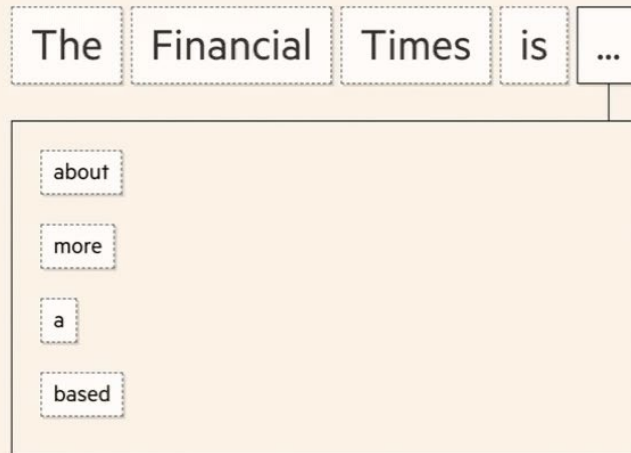 The Financial Times is ...
about
more
a
based